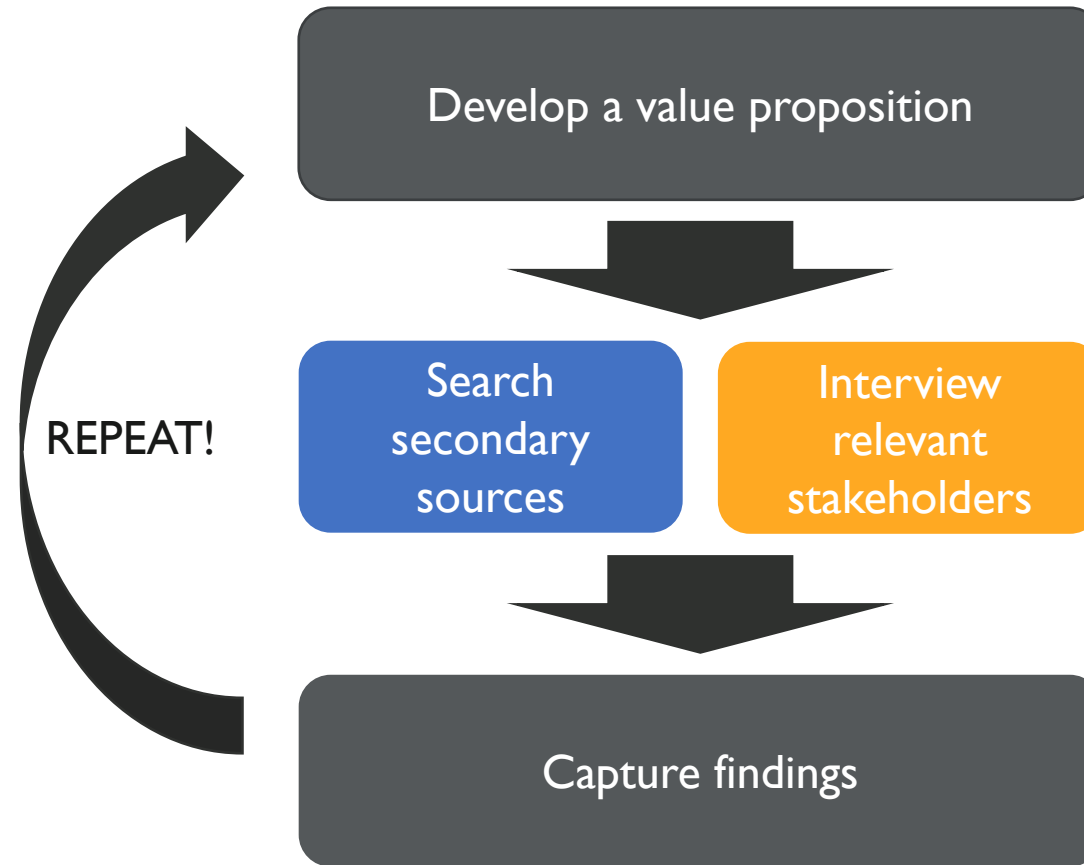 Develop a value proposition
Search
secondary
sources
Interview
relevant
stakeholders
REPEAT!
Capture findings